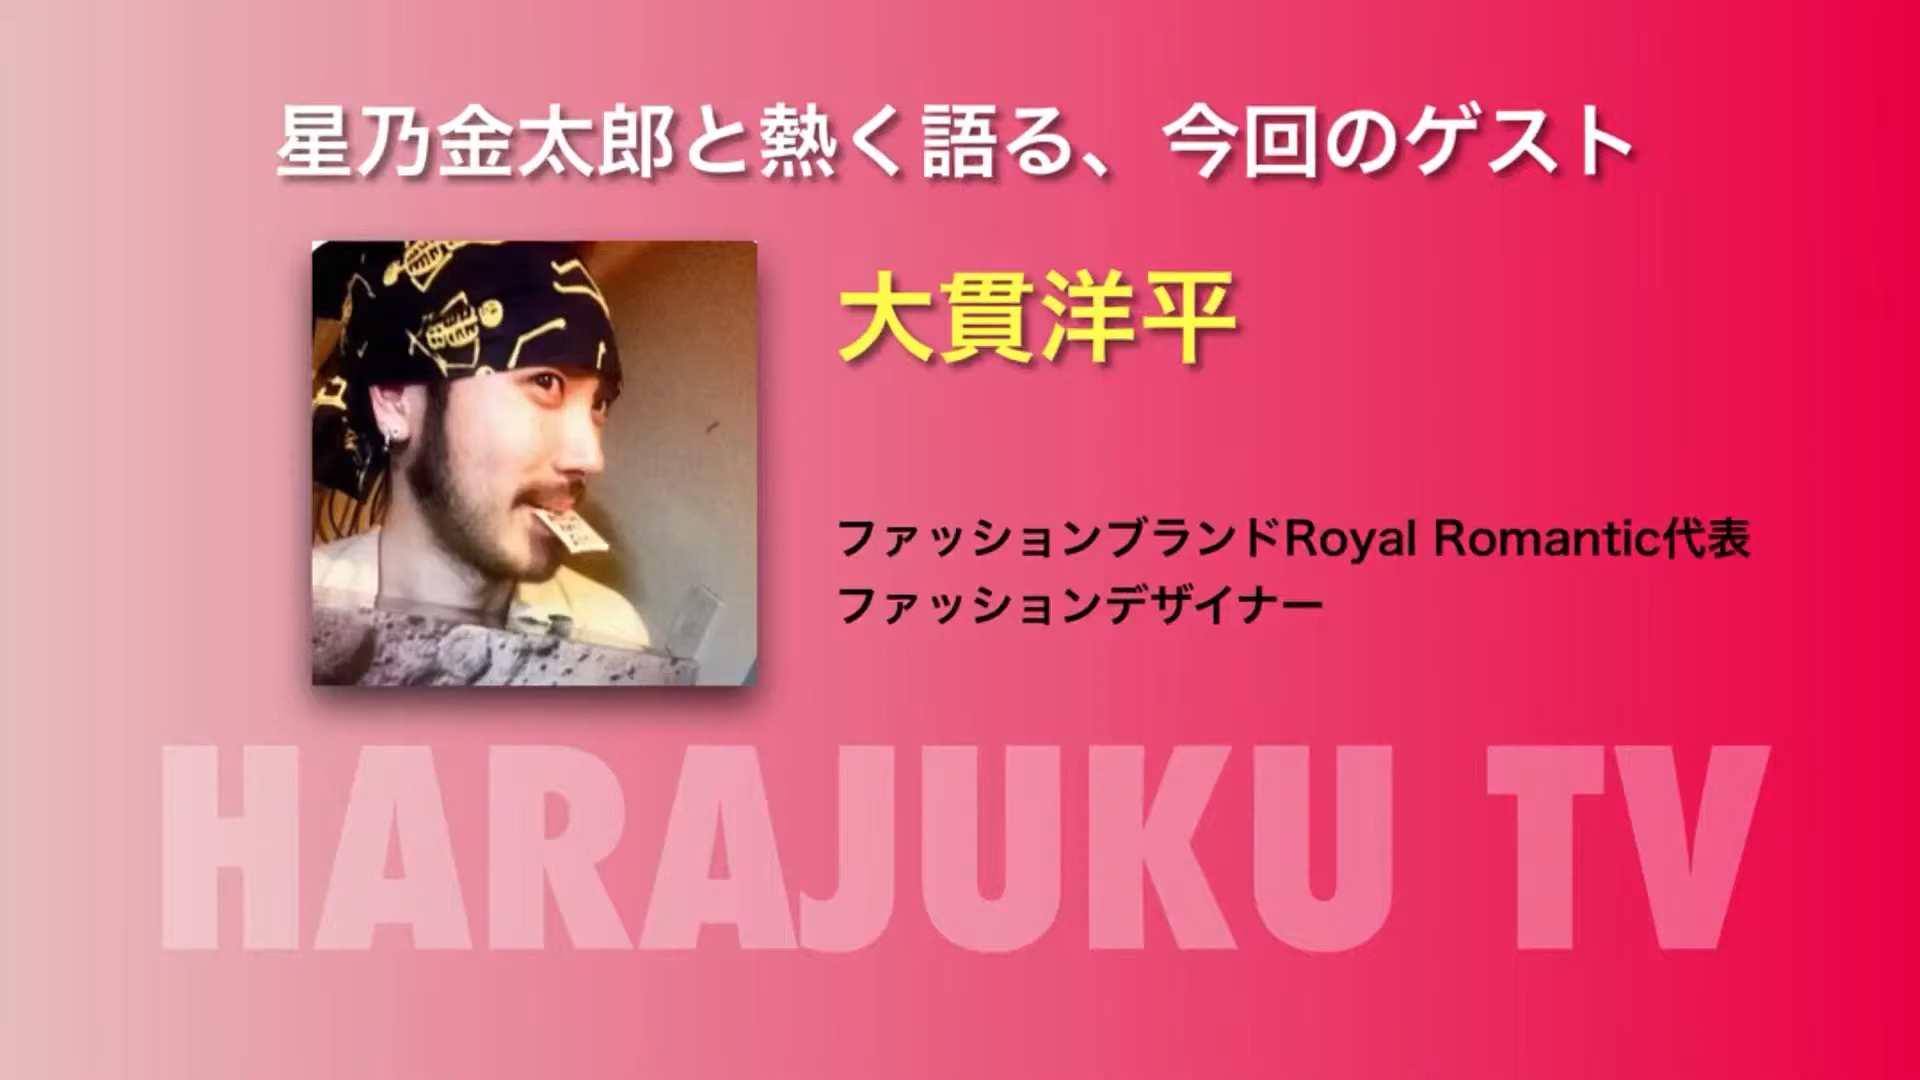 星乃金太郎と熱く語る、今回のゲスト
大貫洋平
ファッションブランドRoyal Romantic代表
ファッションデザイナー
HARAJUKU TV